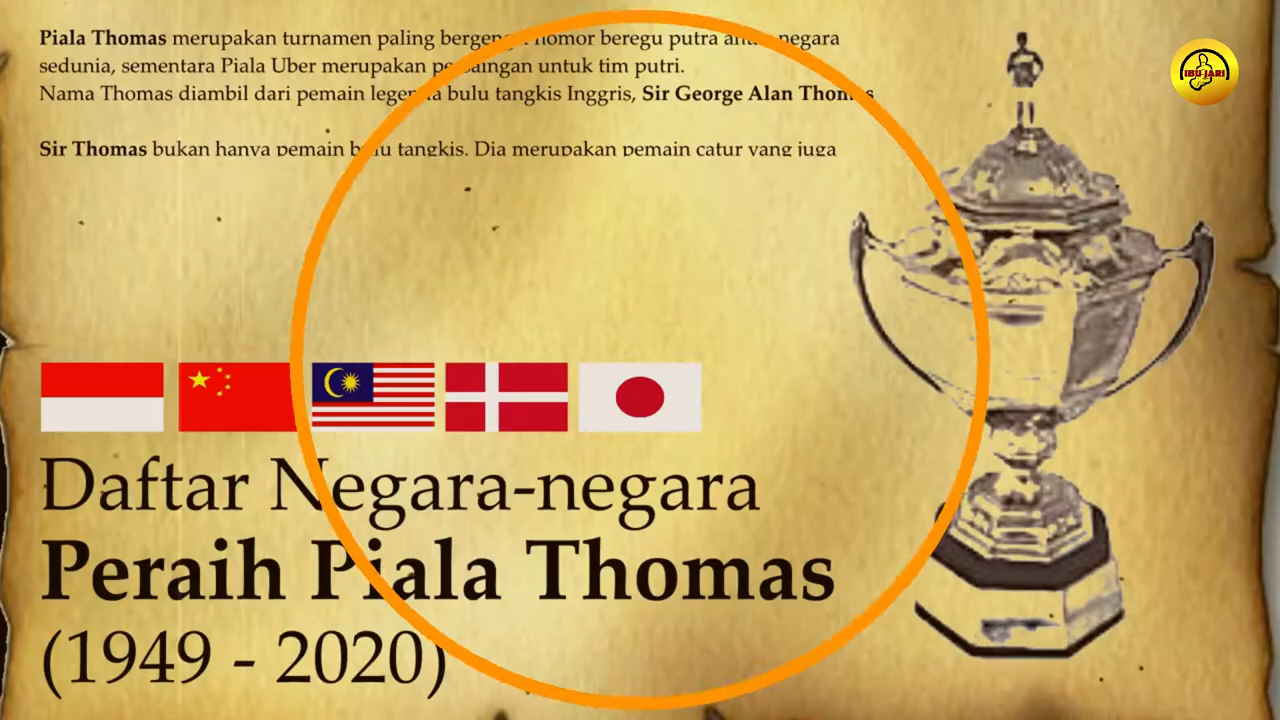 Piala Thomas merupakan turnamen paling bergengsi nomor beregu putra antar negara
sedunia, sementara Piala Uber merupakan persaingan untuk tim putri.
Nama Thomas diambil dari pemain legenda bulu tangkis Inggris, Sir George Alan Thomas
Sir Thomas bukan hanya pemain bulu tangkis. Dia merupakan pemain catur yang juga
IBU JARI
Daftar Negara-negara
Peraih Piala Thomas
(1949 - 2020)